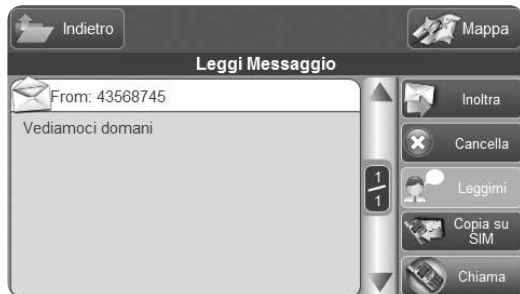 Indietro
Mappa
Leggi Messaggio
From: 43568745
Vediamoci domani
1
1
Inoltra
Cancella
Leggimi
Copia su
SIM
Chiama